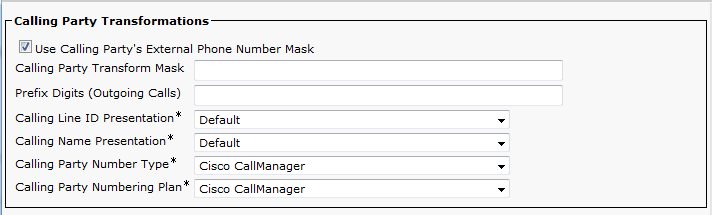 Calling Party Transformations
Use Calling Party's External Phone Number Mask
Calling Party Transform Mask
Prefix Digits (Outgoing Calls)
Calling Line ID Presentation* Default
Calling Name Presentation* Default
Calling Party Number Type* Cisco CallManager
Calling Party Numbering Plan* Cisco CallManager